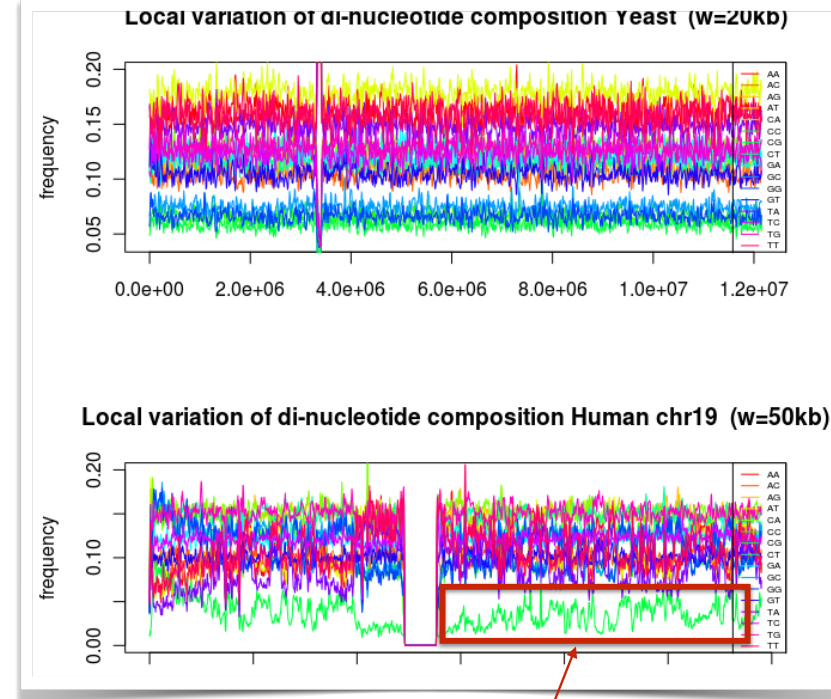 Local variation of di-nucleotide composition Yeast (w=20kb)
frequency
0.20
0.15
0.10
0.05
0.0e+00 2.0e+06 4.0e+06 6.0e+06 8.0e+06 1.0e+07 1.2e+07
AA
AC
AG
AT
CA
CC
CG
CT
GA
GC
GG
GT
TA
TC
TG
TT
Local variation of di-nucleotide composition Human chr19 (w=50kb)
frequency
0.20
0.10
0.00
AA
AC
AG
AT
CA
CC
CG
CT
GA
GC
GG
GT
TA
TC
TG
TT